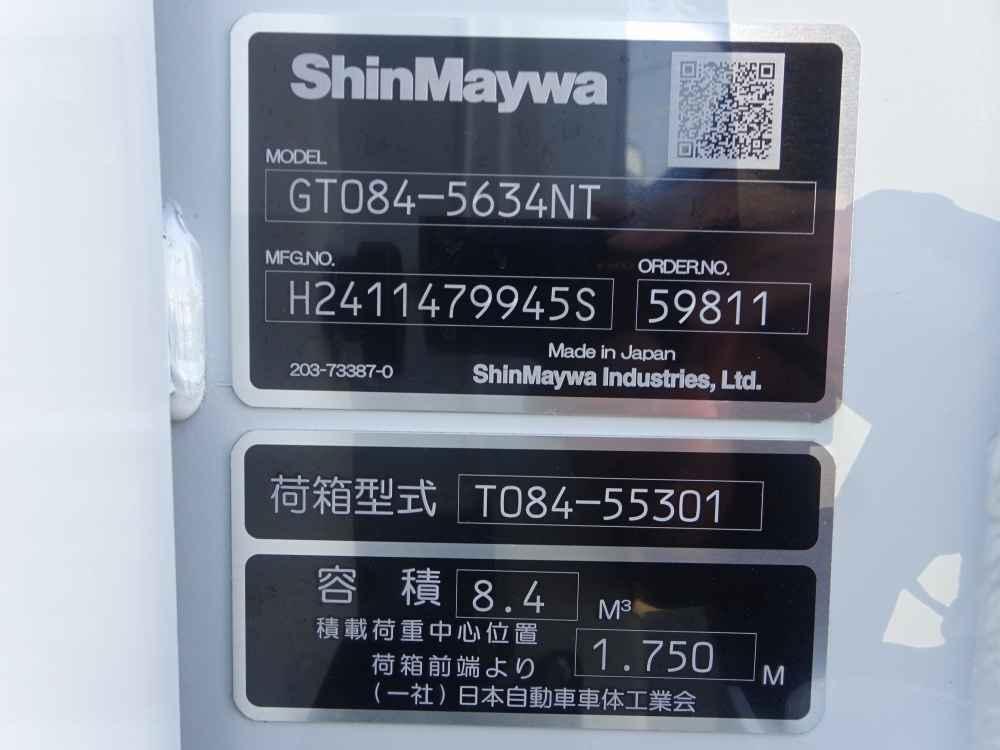 ShinMaywa
MODEL
GT084-5634NT
MFG.NO.
ORDER.NO.
H2411479945S
59811
Made in Japan
203-73387-0
ShinMaywa Industries, Ltd.
荷箱型式 T084-55301
容 積 8.4 M³
積載荷重中心位置
荷箱前端より 1.750 M
(一社)日本自動車車体工業会